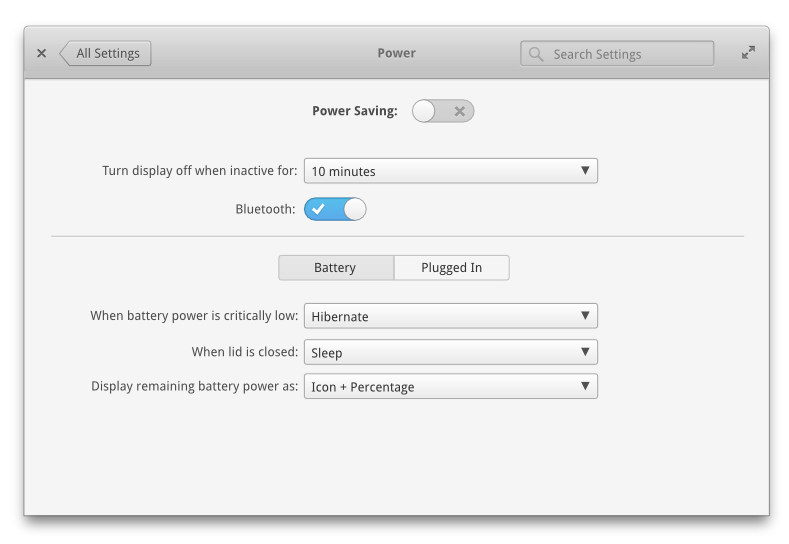 All Settings Power Search Settings
Power Saving:
Turn display off when inactive for: 10 minutes
Bluetooth:
Battery Plugged In
When battery power is critically low: Hibernate
When lid is closed: Sleep
Display remaining battery power as: Icon + Percentage